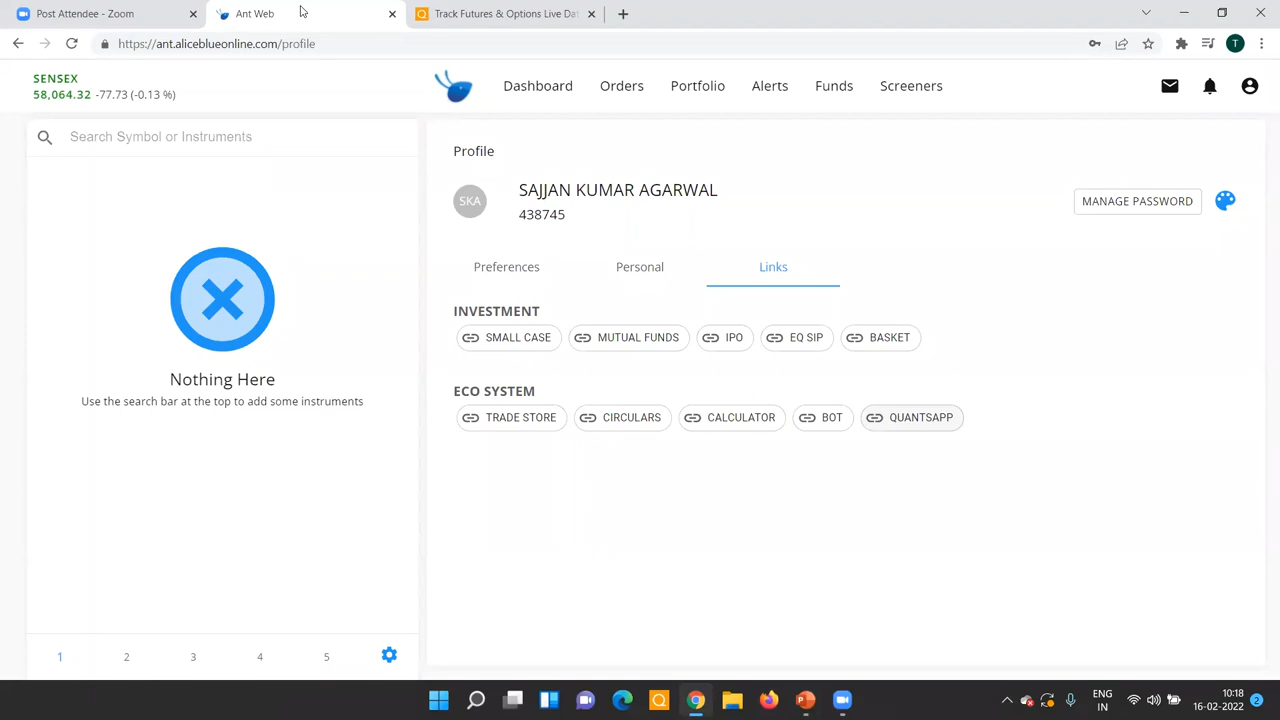 Post Attendee - Zoom
Ant Web
Track Futures & Options Live Dat
https://ant.aliceblueonline.com/profile
T
SENSEX
58,064.32 -77.73 (-0.13 %)
Dashboard
Orders
Portfolio
Alerts
Funds
Screeners
Search Symbol or Instruments
Nothing Here
Use the search bar at the top to add some instruments
1 2 3 4 5
Profile
SKA
SAJJAN KUMAR AGARWAL
438745
MANAGE PASSWORD
Preferences
Personal
Links
INVESTMENT
SMALL CASE
MUTUAL FUNDS
IPO
EQ SIP
BASKET
ECO SYSTEM
TRADE STORE
CIRCULARS
CALCULATOR
BOT
QUANTSAPP
ENG
IN
10:18
16-02-2022
2